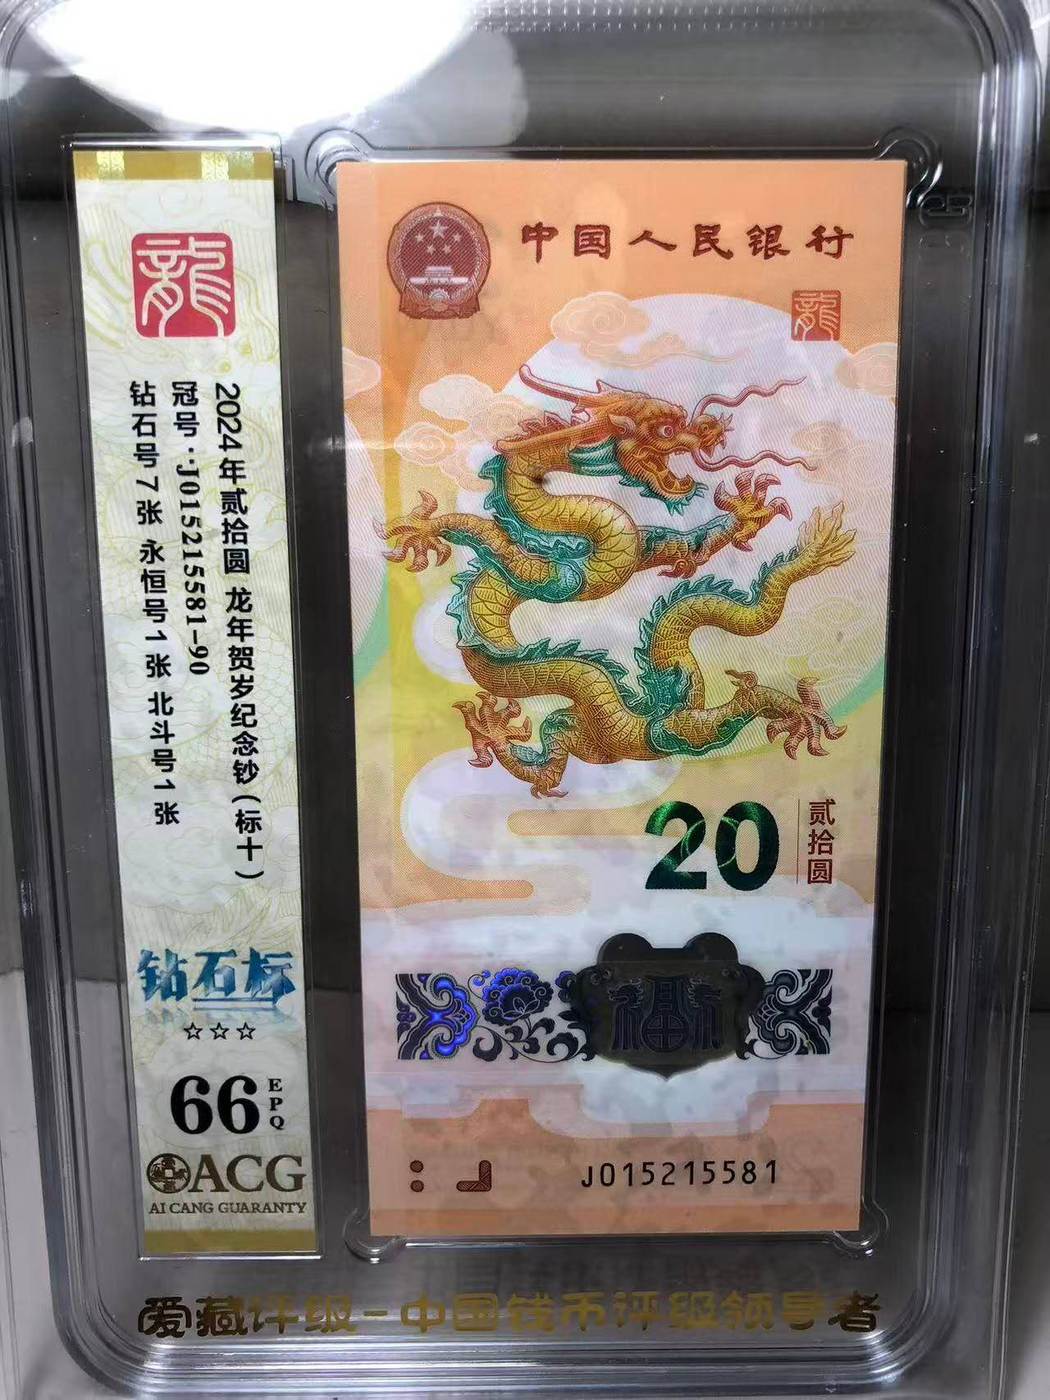 龍
2024年贰拾圆 龙年贺岁纪念钞(标十)
冠号:J015215581-90
钻石号7张 永恒号1张 北斗号1张
钻石标
☆☆☆
66 EPQ
ACG
AI CANG GUARANTY
中国人民银行
龍
20 贰拾圆
福
J015215581
爱藏评级-中国钱币评级领导者